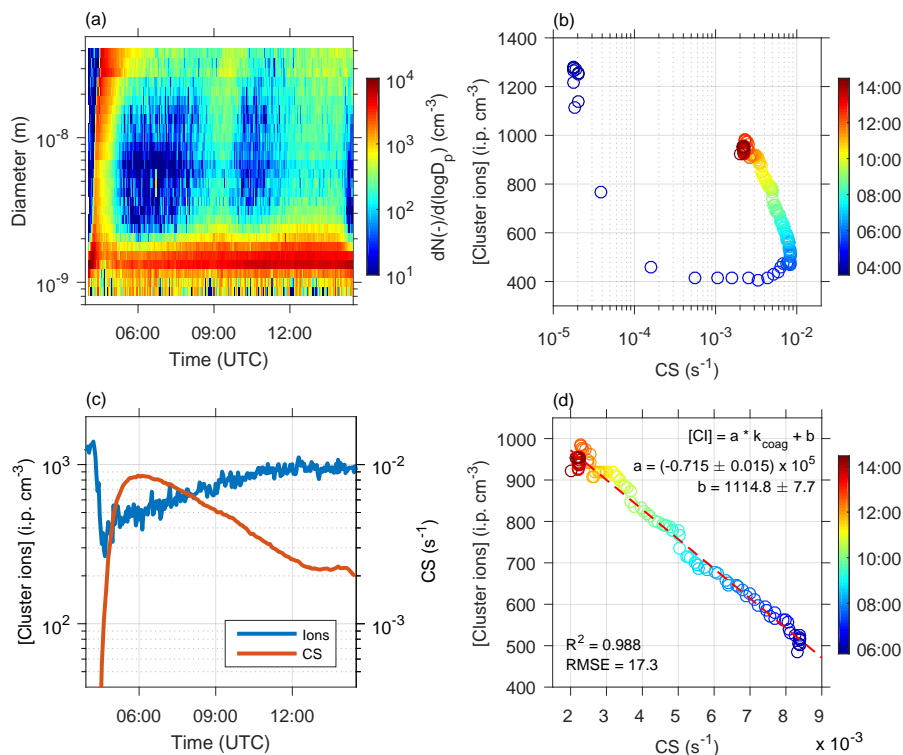 (a)
Diameter (m)
10^-8
10^-9
06:00 09:00 12:00
Time (UTC)
10^4
10^3
10^2
10^1
dN(-)/d(logD_p) (cm^-3)
(b)
[Cluster ions] (i.p. cm^-3)
1400
1200
1000
800
600
400
10^-5 10^-4 10^-3 10^-2
CS (s^-1)
14:00
12:00
10:00
08:00
06:00
04:00
(c)
[Cluster ions] (i.p. cm^-3)
10^3
10^2
10^-2
10^-3
CS (s^-1)
Ions
CS
06:00 09:00 12:00
Time (UTC)
(d)
[Cluster ions] (i.p. cm^-3)
1000
900
800
700
600
500
400
[CI] = a * k_coag + b
a = (-0.715 ± 0.015) x 10^5
b = 1114.8 ± 7.7
R^2 = 0.988
RMSE = 17.3
2 3 4 5 6 7 8 9
CS (s^-1)
x 10^-3
14:00
12:00
10:00
08:00
06:00